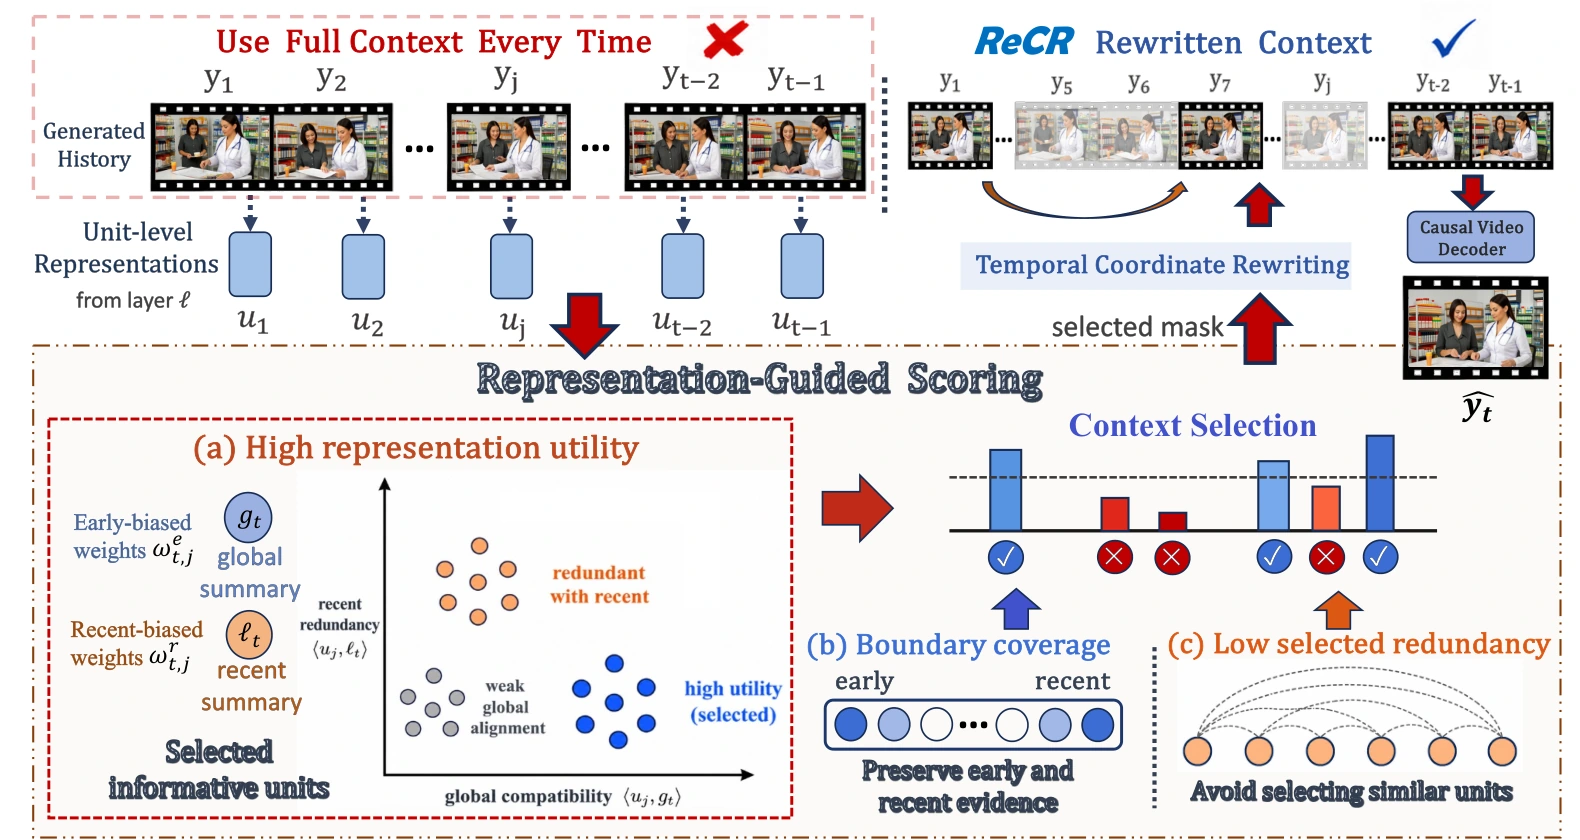 Use Full Context Every Time
ReCR Rewritten Context
y₁ y₂ yⱼ yₜ₋₂ yₜ₋₁
y₁ y₅ y₆ y₇ yⱼ yₜ₋₂ yₜ₋₁
Generated
History
... ...
... ... ...
Unit-level
Representations
from layer ℓ
u₁ u₂ uⱼ uₜ₋₂ uₜ₋₁
Temporal Coordinate Rewriting
selected mask
Causal Video
Decoder
ŷₜ
Representation-Guided Scoring
(a) High representation utility
Early-biased
weights ωᵉₜ,ⱼ
gₜ
global
summary
Recent-biased
weights ωʳₜ,ⱼ
ℓₜ
recent
summary
Selected
informative units
recent
redundancy
⟨uⱼ, ℓₜ⟩
redundant
with recent
weak
global
alignment
high utility
(selected)
global compatibility ⟨uⱼ, gₜ⟩
Context Selection
(b) Boundary coverage
early recent
...
Preserve early and
recent evidence
(c) Low selected redundancy
Avoid selecting similar units